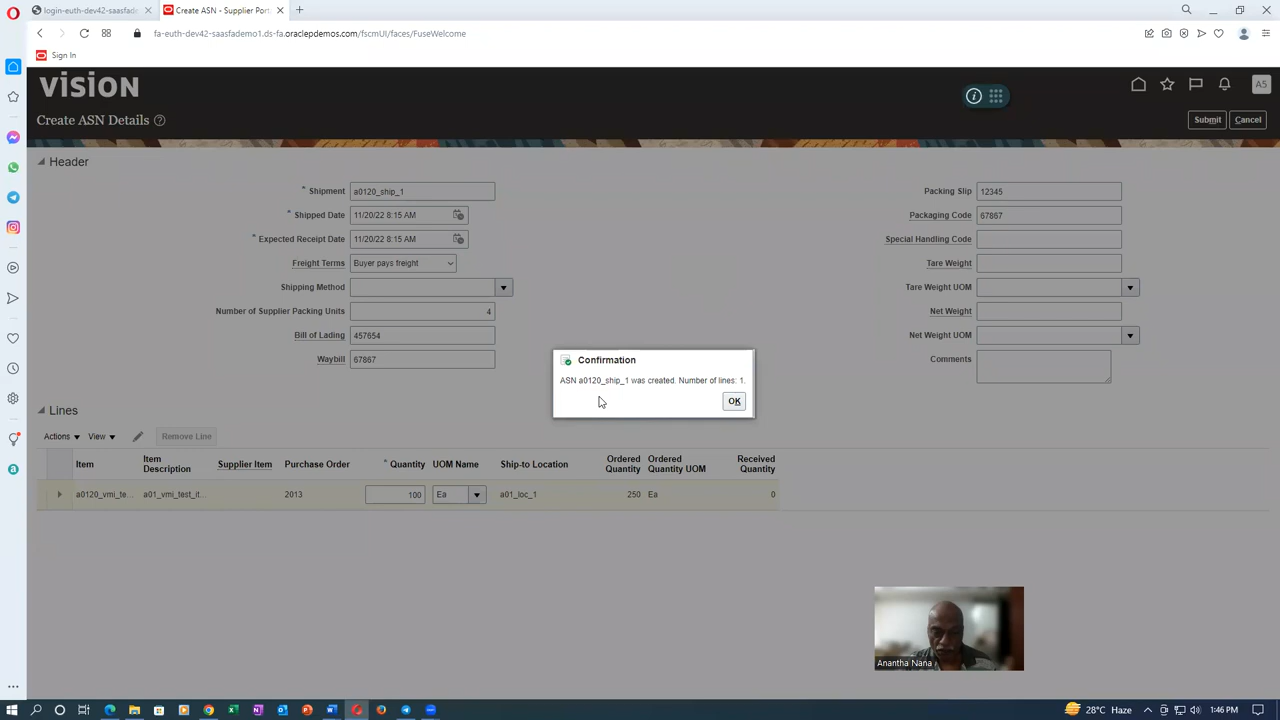 login-euth-dev42-saasfad
Create ASN - Supplier Port
fa-euth-dev42-saasfademo1.ds-fa.oraclepdemos.com/fscmUI/faces/FuseWelcome
Sign In
vision
A5
Create ASN Details
Submit
Cancel
Header
* Shipment a0120_ship_1
* Shipped Date 11/20/22 8:15 AM
* Expected Receipt Date 11/20/22 8:15 AM
Freight Terms Buyer pays freight
Shipping Method
Number of Supplier Packing Units 4
Bill of Lading 457654
Waybill 67867
Packing Slip 12345
Packaging Code 67867
Special Handling Code
Tare Weight
Tare Weight UOM
Net Weight
Net Weight UOM
Comments
Confirmation
ASN a0120_ship_1 was created. Number of lines: 1.
OK
Lines
Actions View Remove Line
Item Item Description Supplier Item Purchase Order * Quantity UOM Name Ship-to Location Ordered Quantity Ordered Quantity UOM Received Quantity
a0120_vmi_te... a01_vmi_test_it... 2013 100 Ea a01_loc_1 250 Ea 0
Anantha Nana
28°C Haze
1:46 PM